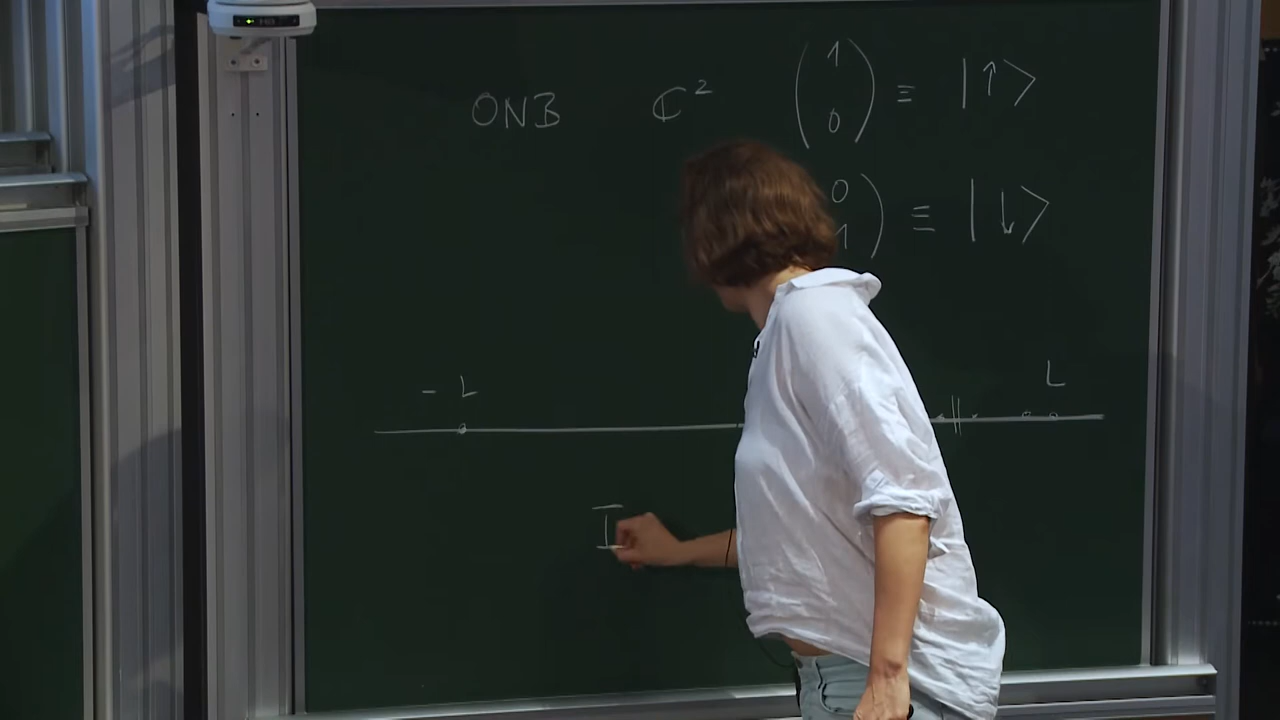 ONB ℂ² (1 0) ≡ |↑⟩
0 1) ≡ |↓⟩
- L L
I